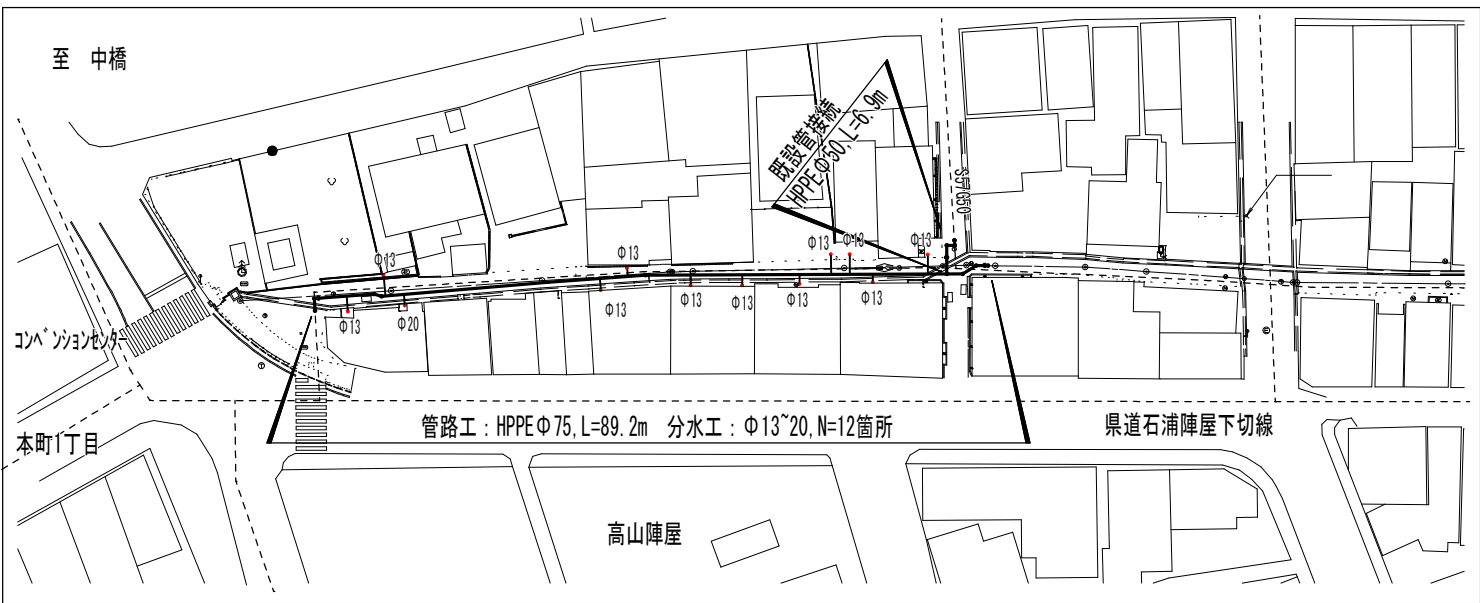 至 中橋
既設管接続
HPPEΦ50,L=6.9m
S57G50
Φ13
Φ13
Φ13
Φ13
Φ13
Φ13
Φ20
Φ13
Φ13
Φ13
Φ13
Φ13
コンベンションセンター
本町1丁目
管路工:HPPEΦ75,L=89.2m 分水工:Φ13~20,N=12箇所
県道石浦陣屋下切線
高山陣屋